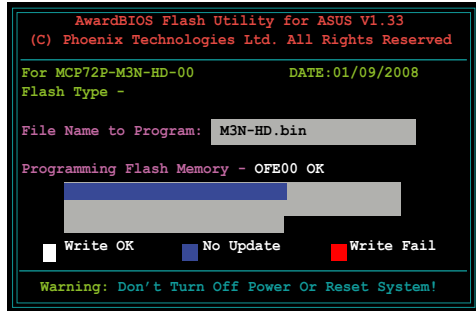 AwardBIOS Flash Utility for ASUS V1.33
(C) Phoenix Technologies Ltd. All Rights Reserved
For MCP72P-M3N-HD-00 DATE:01/09/2008
Flash Type -
File Name to Program: M3N-HD.bin
Programming Flash Memory - OFE00 OK
Write OK No Update Write Fail
Warning: Don't Turn Off Power Or Reset System!